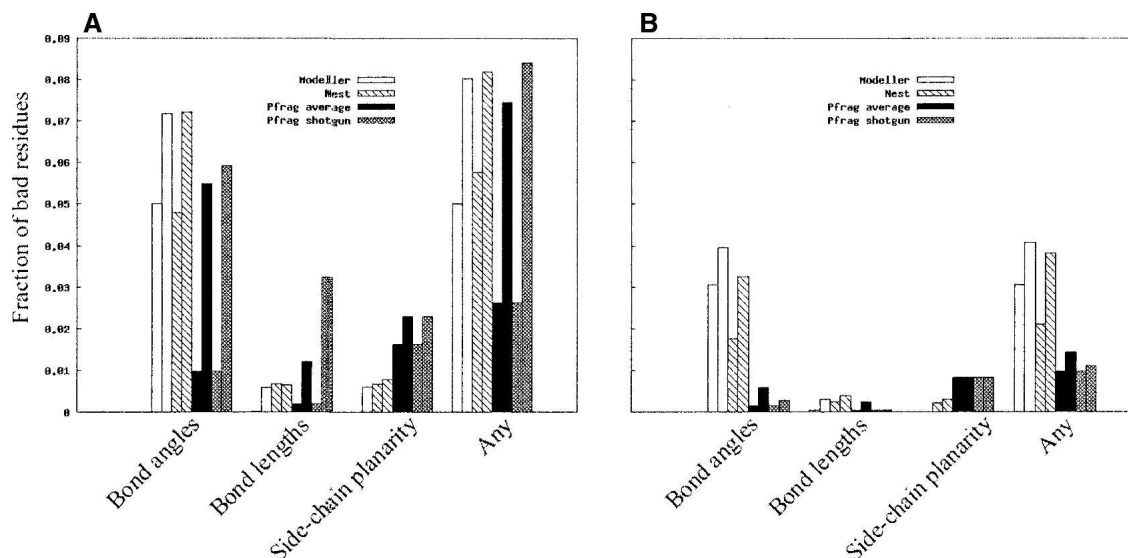 A
B
Fraction of bad residues
0.09
0.08
0.07
0.06
0.05
0.04
0.03
0.02
0.01
0
Modeller
Nest
Pfrag average
Pfrag shotgun
Modeller
Nest
Pfrag average
Pfrag shotgun
Bond angles
Bond lengths
Side-chain planarity
Any
Bond angles
Bond lengths
Side-chain planarity
Any